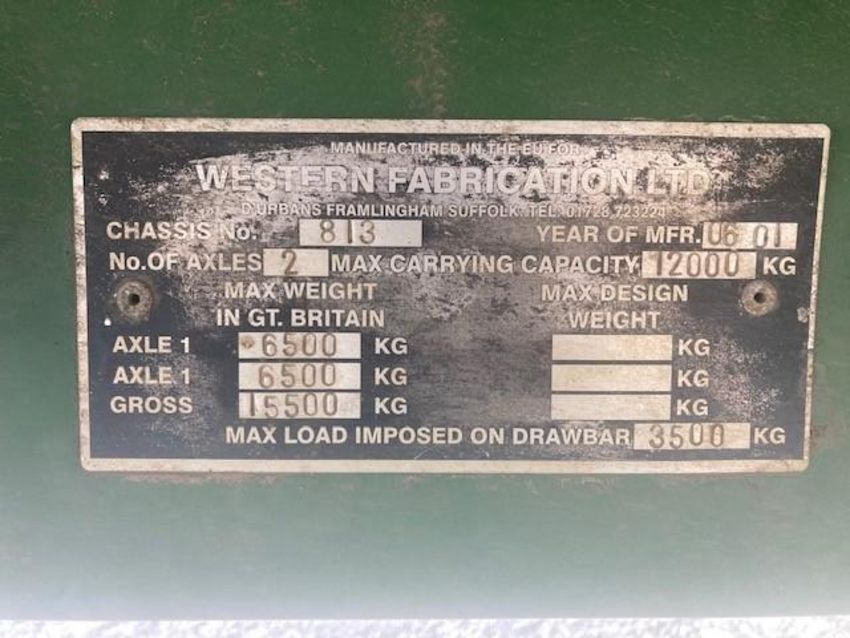 MANUFACTURED IN THE EU FOR
WESTERN FABRICATION LTD
D'URBANS FRAMLINGHAM SUFFOLK. TEL. 01728 723224
CHASSIS No. 813 YEAR OF MFR. 06 01
No.OF AXLES 2 MAX CARRYING CAPACITY 12000 KG
MAX WEIGHT MAX DESIGN
IN GT. BRITAIN WEIGHT
AXLE 1 6500 KG KG
AXLE 1 6500 KG KG
GROSS 15500 KG KG
MAX LOAD IMPOSED ON DRAWBAR 3500 KG